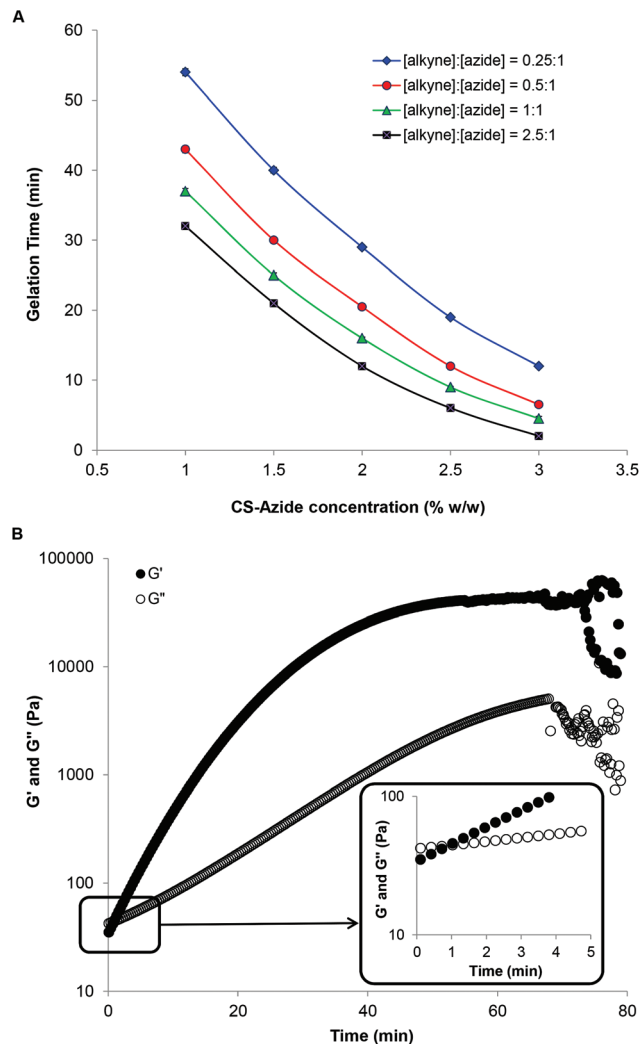 A
60
50
40
30
20
10
0
Gelation Time (min)
[alkyne]:[azide] = 0.25:1
[alkyne]:[azide] = 0.5:1
[alkyne]:[azide] = 1:1
[alkyne]:[azide] = 2.5:1
0.5 1 1.5 2 2.5 3 3.5
CS-Azide concentration (% w/w)
B
100000
10000
1000
100
10
G' and G" (Pa)
G'
G"
100
10
G' and G" (Pa)
0 1 2 3 4 5
Time (min)
0 20 40 60 80
Time (min)